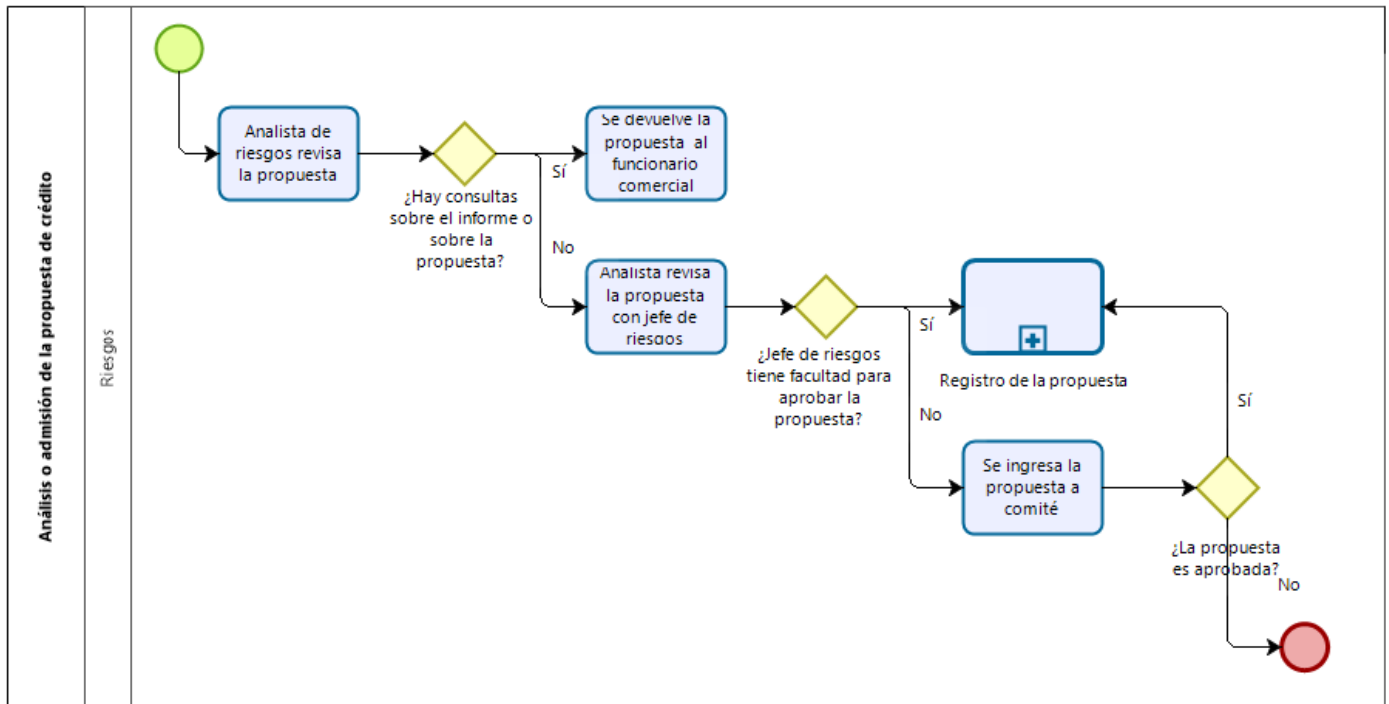 Análisis o admisión de la propuesta de crédito
Riesgos
Analista de
riesgos revisa
la propuesta
¿Hay consultas
sobre el informe o
sobre la
propuesta?
Sí
Se devuelve la
propuesta al
funcionario
comercial
No
Analista revisa
la propuesta
con jefe de
riesgos
¿Jefe de riesgos
tiene facultad para
aprobar la
propuesta?
Sí
Registro de la propuesta
No
Se ingresa la
propuesta a
comité
¿La propuesta
es aprobada?
Sí
No